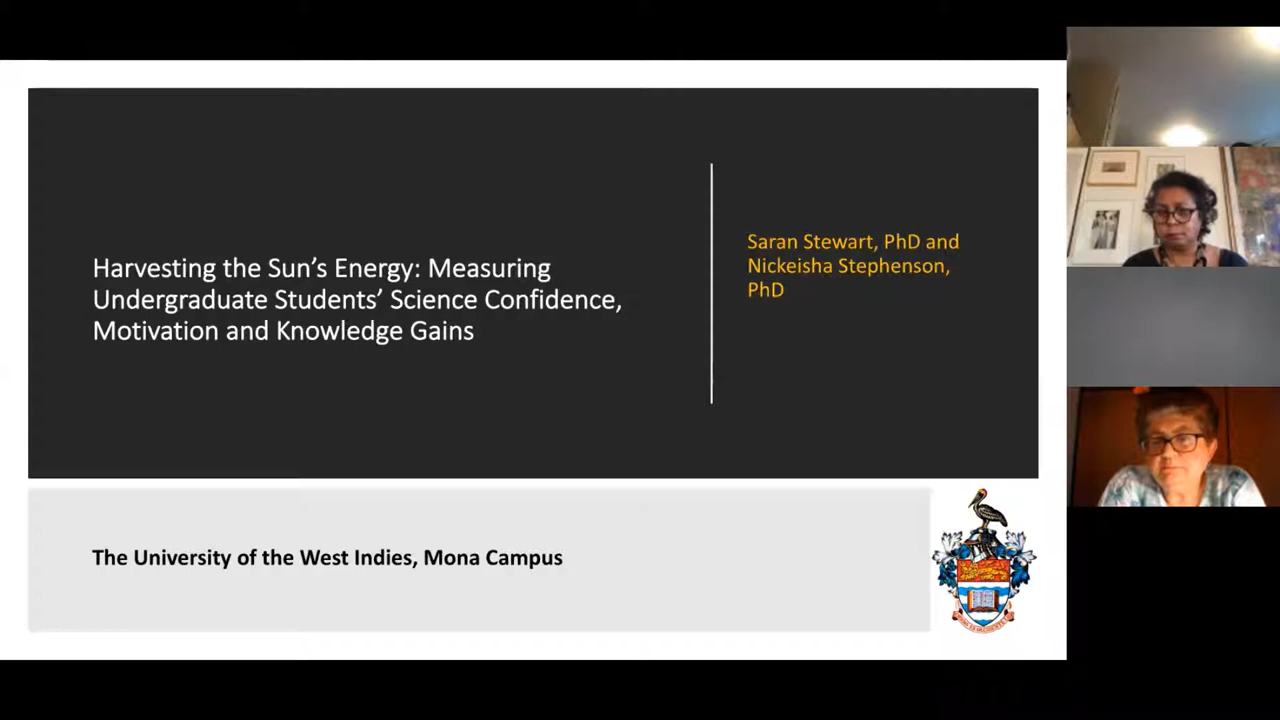 Harvesting the Sun’s Energy: Measuring
Undergraduate Students’ Science Confidence,
Motivation and Knowledge Gains
Saran Stewart, PhD and
Nickeisha Stephenson,
PhD
The University of the West Indies, Mona Campus